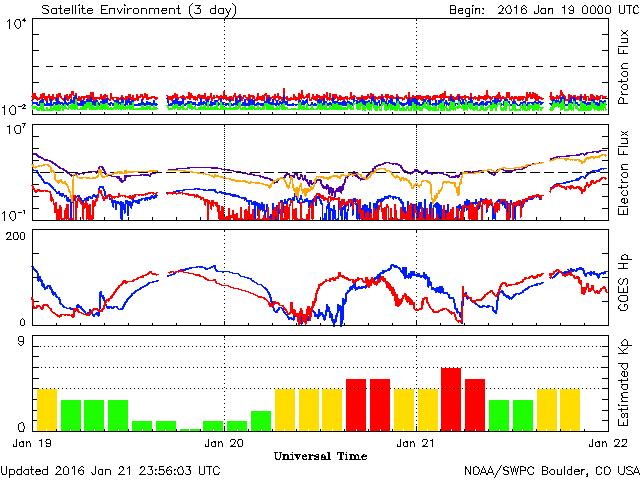 Satellite Environment (3 day)
Begin: 2016 Jan 19 0000 UTC
10^4
10^-2
Proton Flux
10^7
10^-1
Electron Flux
200
0
GOES Hp
9
0
Estimated Kp
Jan 19
Jan 20
Jan 21
Jan 22
Universal Time
Updated 2016 Jan 21 23:56:03 UTC
NOAA/SWPC Boulder, CO USA